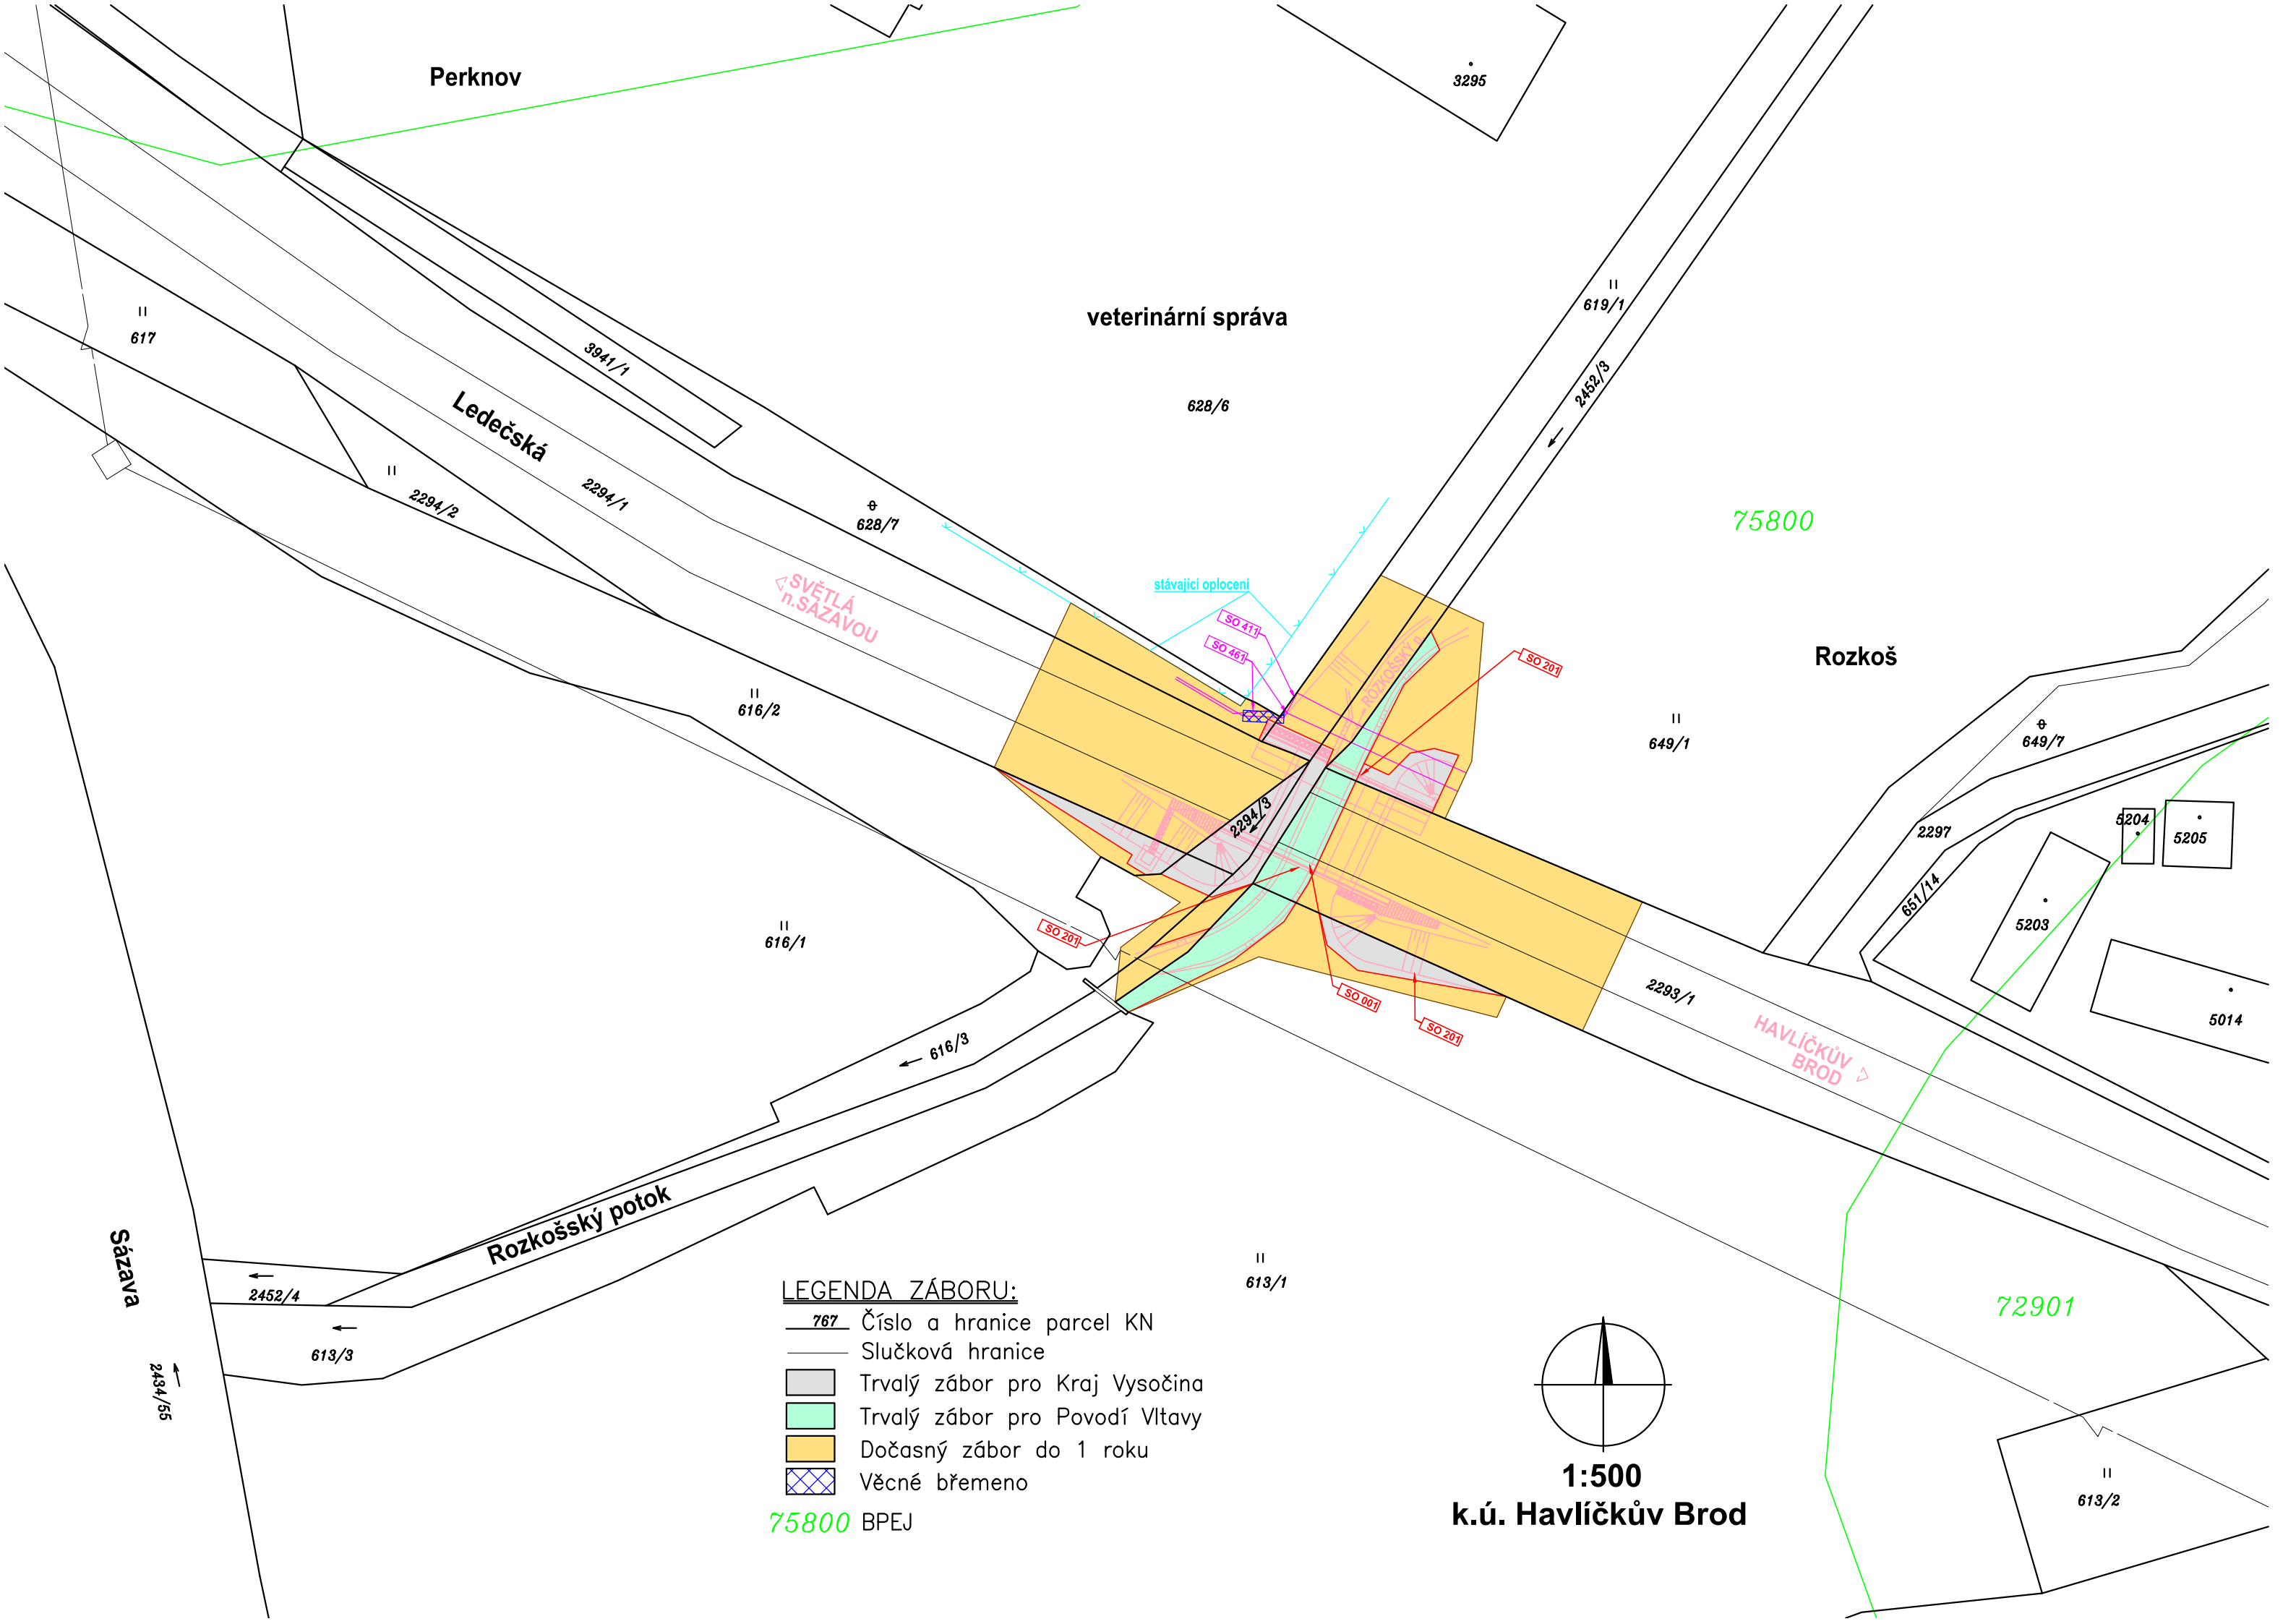 Perknov
3295
619/1
veterinární správa
617
3941/1
2452/3
628/6
Ledečská
2294/1
2294/2
628/7
75800
SVĚTLÁ
n.SÁZAVOU
stávající oplocení
SO 411
SO 461
ROZKOŠSKÝ p.
SO 201
Rozkoš
616/2
649/1
649/7
2294/3
2297
5204
5205
651/14
5203
616/1
SO 201
SO 001
SO 201
2293/1
5014
HAVLÍČKŮV
BROD
616/3
Rozkošský potok
Sázava
2452/4
613/3
2434/55
613/1
72901
613/2
LEGENDA ZÁBORU:
767 Číslo a hranice parcel KN
Slučková hranice
Trvalý zábor pro Kraj Vysočina
Trvalý zábor pro Povodí Vltavy
Dočasný zábor do 1 roku
Věcné břemeno
75800 BPEJ
1:500
k.ú. Havlíčkův Brod